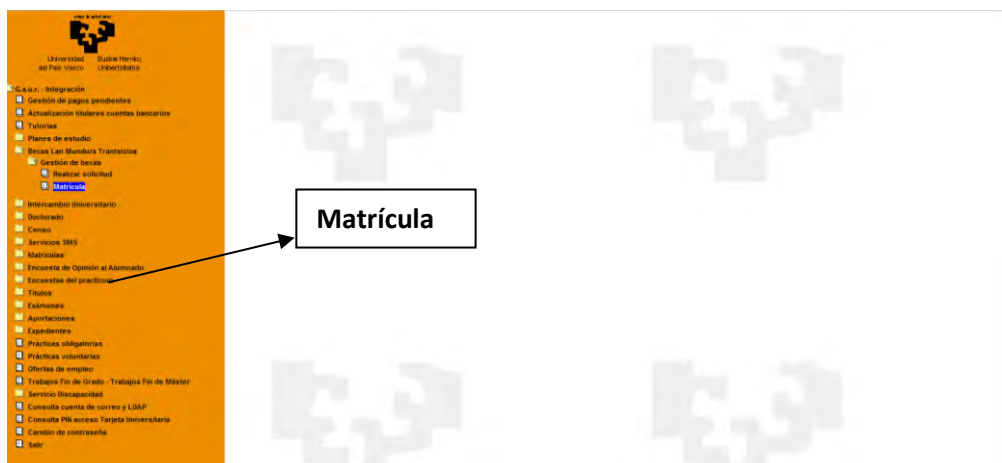 Universidad
del País Vasco
Euskal Herriko
Unibertsitatea
G.a.u.r. - Integración
Gestión de pagos pendientes
Actualización titulares cuentas bancarios
Tutorías
Planes de estudio
Becas Lan Mundura Trantsizioa
Gestión de becas
Realizar solicitud
Matrícula
Intercambio Universitario
Doctorado
Censo
Servicios SMS
Matrículas
Encuesta de Opinión al Alumnado
Encuestas del practicum
Títulos
Exámenes
Aportaciones
Expedientes
Prácticas obligatorias
Prácticas voluntarias
Ofertas de empleo
Trabajos Fin de Grado - Trabajos Fin de Máster
Servicio Discapacidad
Consulta cuenta de correo y LDAP
Consulta PIN acceso Tarjeta Universitaria
Cambio de contraseña
Salir
Matrícula